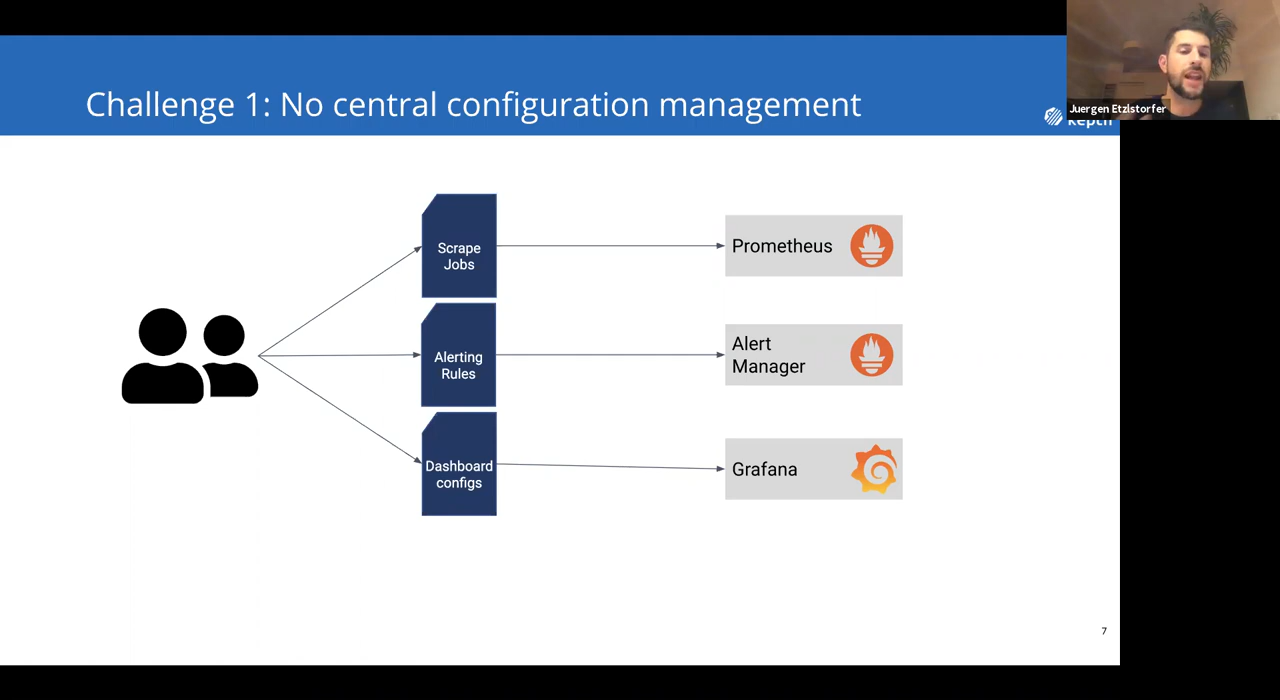 Challenge 1: No central configuration management
Juergen Etzlstorfer
keptn
Scrape
Jobs
Prometheus
Alerting
Rules
Alert
Manager
Dashboard
configs
Grafana
7